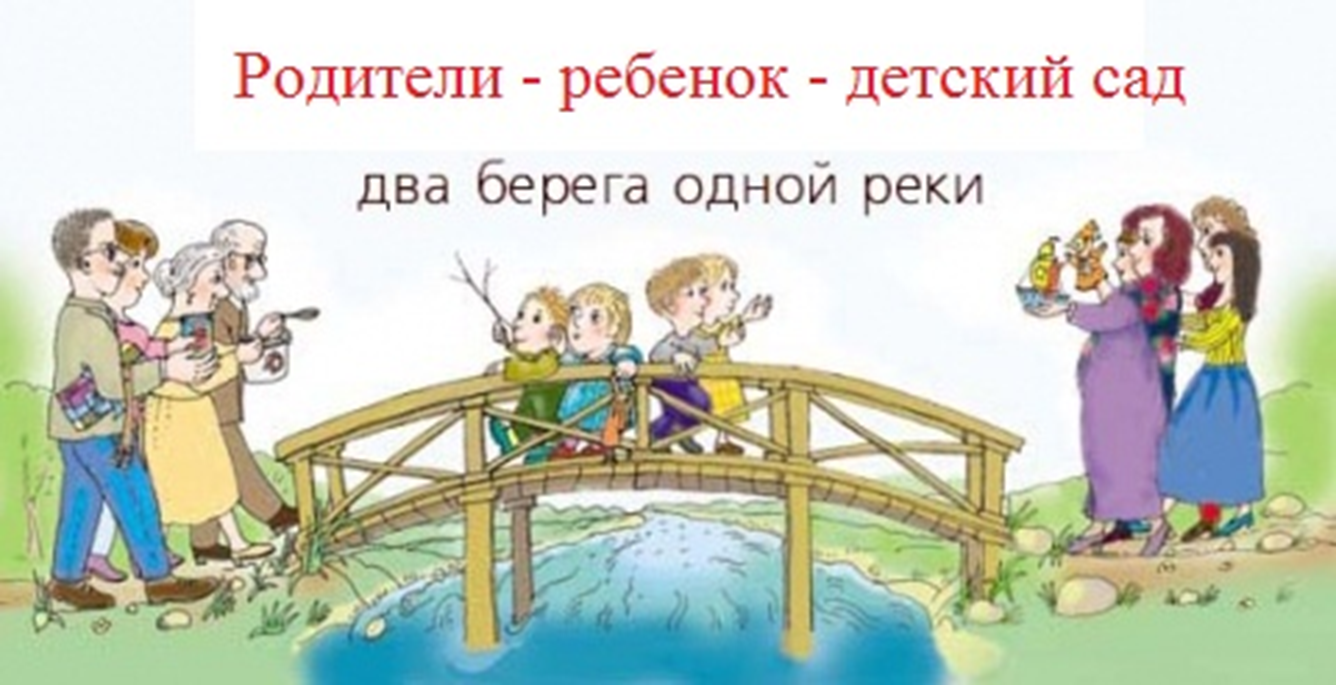 Родители - ребенок - детский сад
два берега одной реки